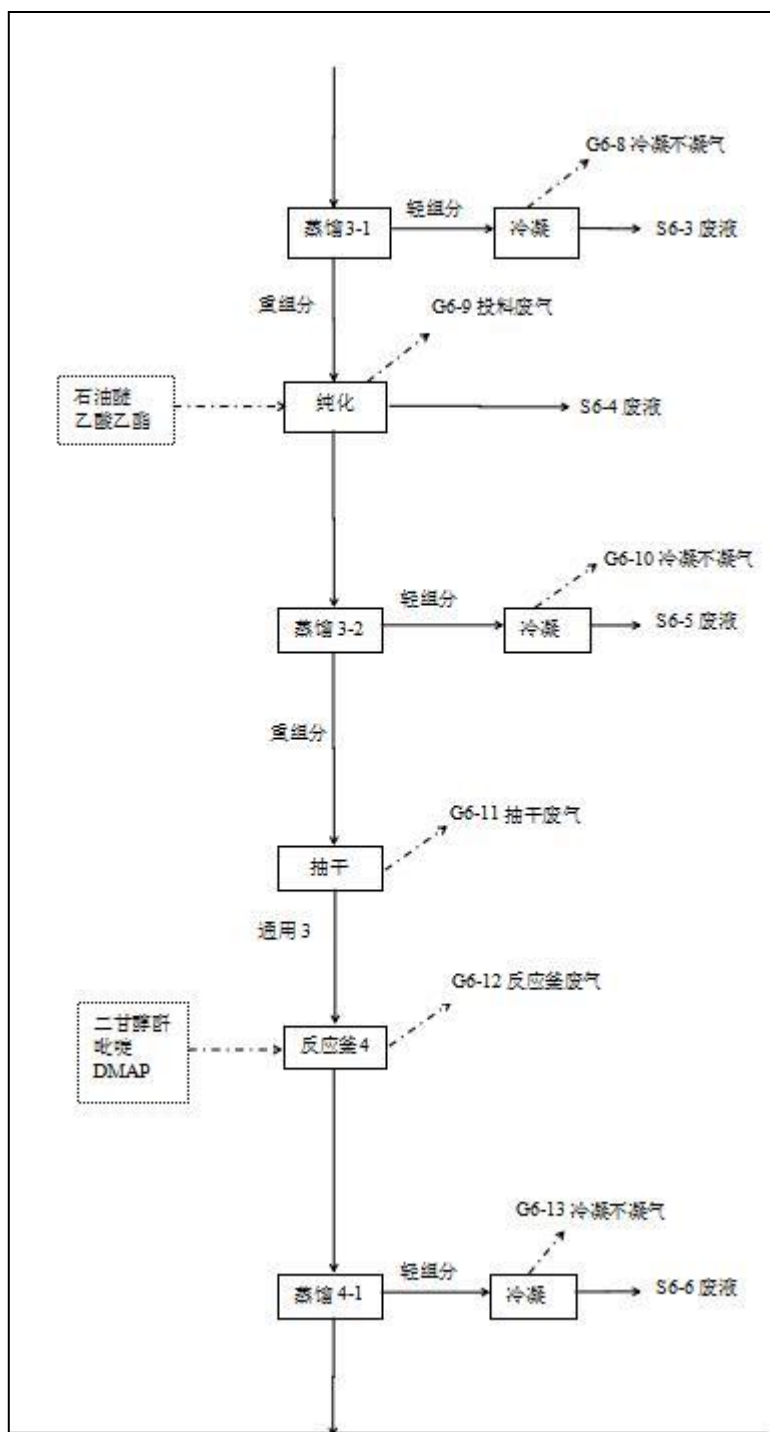 G6-8 冷凝不凝气
轻组分
蒸馏 3-1
冷凝
S6-3 废液
重组分
G6-9 投料废气
石油醚
乙酸乙酯
纯化
S6-4 废液
G6-10 冷凝不凝气
轻组分
蒸馏 3-2
冷凝
S6-5 废液
重组分
G6-11 抽干废气
抽干
通用 3
G6-12 反应釜废气
二甘醇酐
吡啶
DMAP
反应釜 4
G6-13 冷凝不凝气
轻组分
蒸馏 4-1
冷凝
S6-6 废液